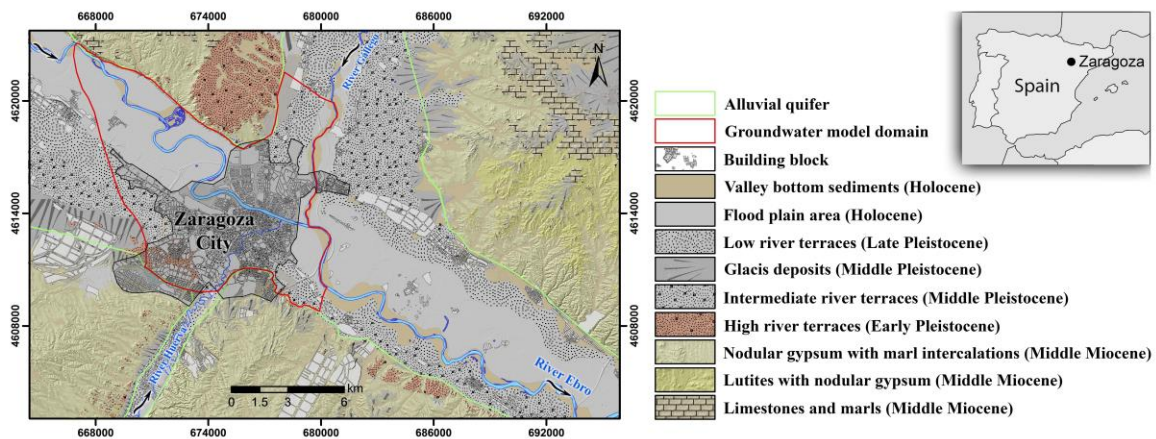 668000 674000 680000 686000 692000
River Gállego
N
4620000 4620000
4614000 4614000
4608000 4608000
Zaragoza
City
River Huerva
River Ebro
km
0 1.5 3 6
668000 674000 680000 686000 692000
Alluvial quifer
Groundwater model domain
Building block
Valley bottom sediments (Holocene)
Flood plain area (Holocene)
Low river terraces (Late Pleistocene)
Glacis deposits (Middle Pleistocene)
Intermediate river terraces (Middle Pleistocene)
High river terraces (Early Pleistocene)
Nodular gypsum with marl intercalations (Middle Miocene)
Lutites with nodular gypsum (Middle Miocene)
Limestones and marls (Middle Miocene)
Zaragoza
Spain